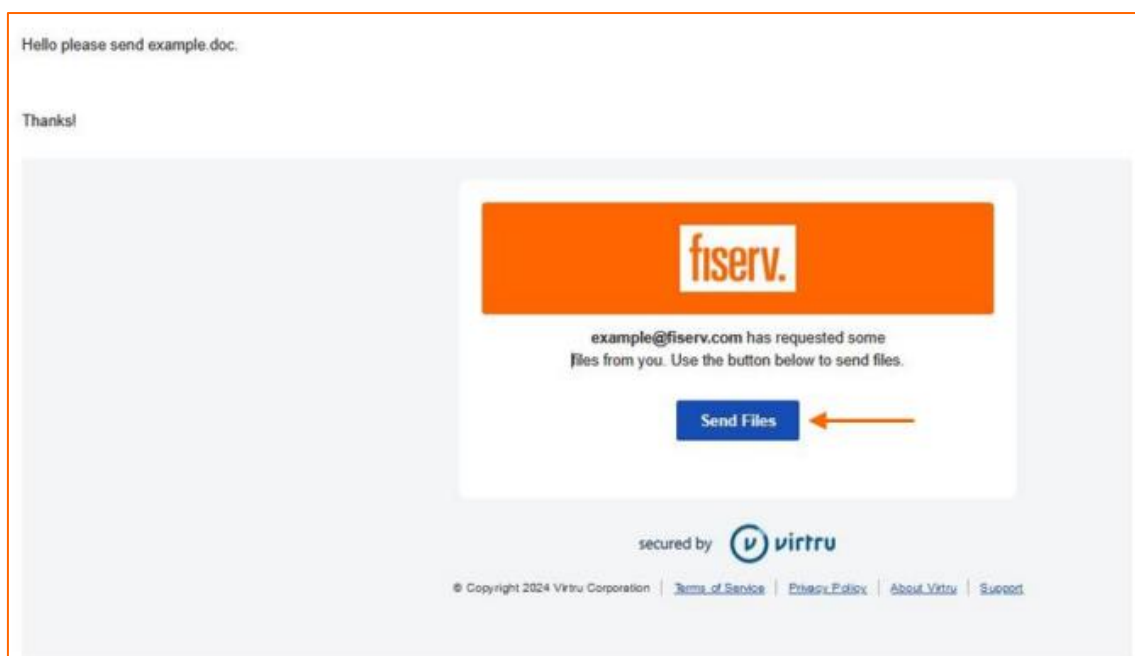 Hello please send example.doc.
Thanks!
fiserv.
example@fiserv.com has requested some
files from you. Use the button below to send files.
Send Files
secured by virtru
© Copyright 2024 Virtru Corporation | Terms of Service | Privacy Policy | About Virtru | Support